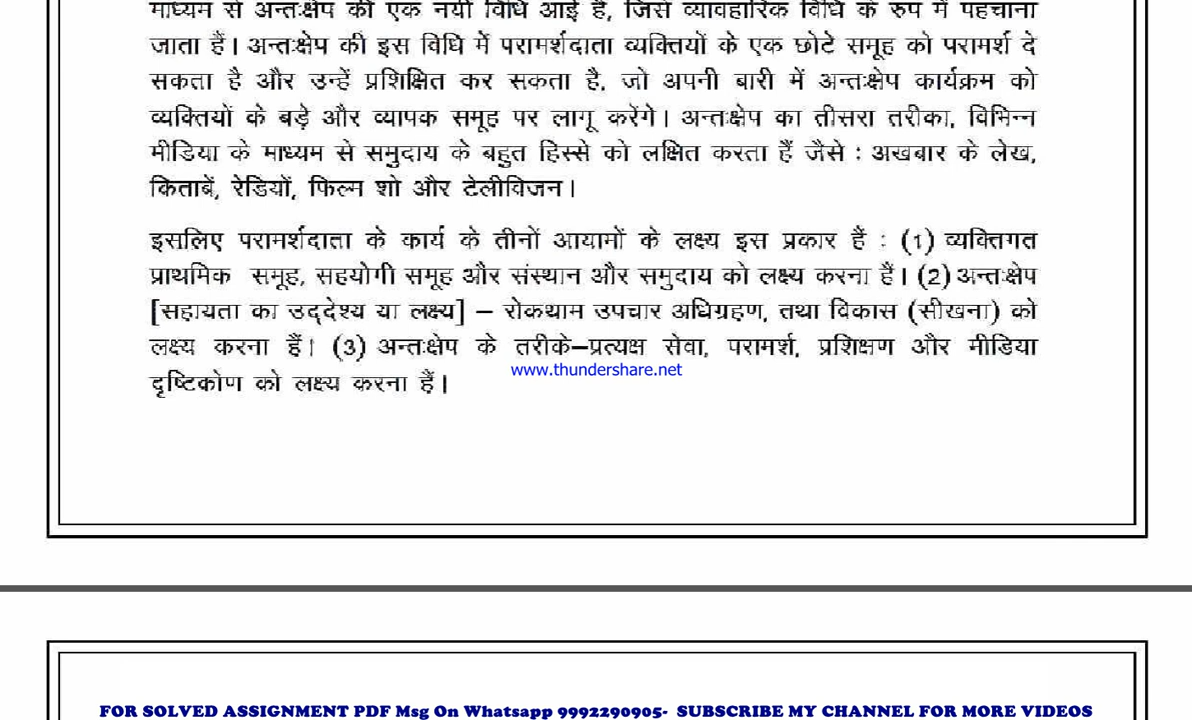 माध्यम से अन्तःक्षेप की एक नयी विधि आई है, जिसे व्यावहारिक विधि के रुप में पहचाना
जाता हैं। अन्तःक्षेप की इस विधि में परामर्शदाता व्यक्तियों के एक छोटे समूह को परामर्श दे
सकता है और उन्हें प्रशिक्षित कर सकता है, जो अपनी बारी में अन्तःक्षेप कार्यक्रम को
व्यक्तियों के बड़े और व्यापक समूह पर लागू करेंगे। अन्तःक्षेप का तीसरा तरीका, विभिन्न
मीडिया के माध्यम से समुदाय के बहुत हिस्से को लक्षित करता हैं जैसे : अखबार के लेख,
किताबें, रेडियों, फिल्म शो और टेलीविजन।
इसलिए परामर्शदाता के कार्य के तीनों आयामों के लक्ष्य इस प्रकार हैं : (1) व्यक्तिगत
प्राथमिक समूह, सहयोगी समूह और संस्थान और समुदाय को लक्ष्य करना हैं। (2) अन्तःक्षेप
[सहायता का उद्देश्य या लक्ष्य] – रोकथाम उपचार अधिग्रहण, तथा विकास (सीखना) को
लक्ष्य करना हैं। (3) अन्तःक्षेप के तरीके–प्रत्यक्ष सेवा, परामर्श, प्रशिक्षण और मीडिया
www.thundershare.net
दृष्टिकोण को लक्ष्य करना हैं।
FOR SOLVED ASSIGNMENT PDF Msg On Whatsapp 9992290905- SUBSCRIBE MY CHANNEL FOR MORE VIDEOS